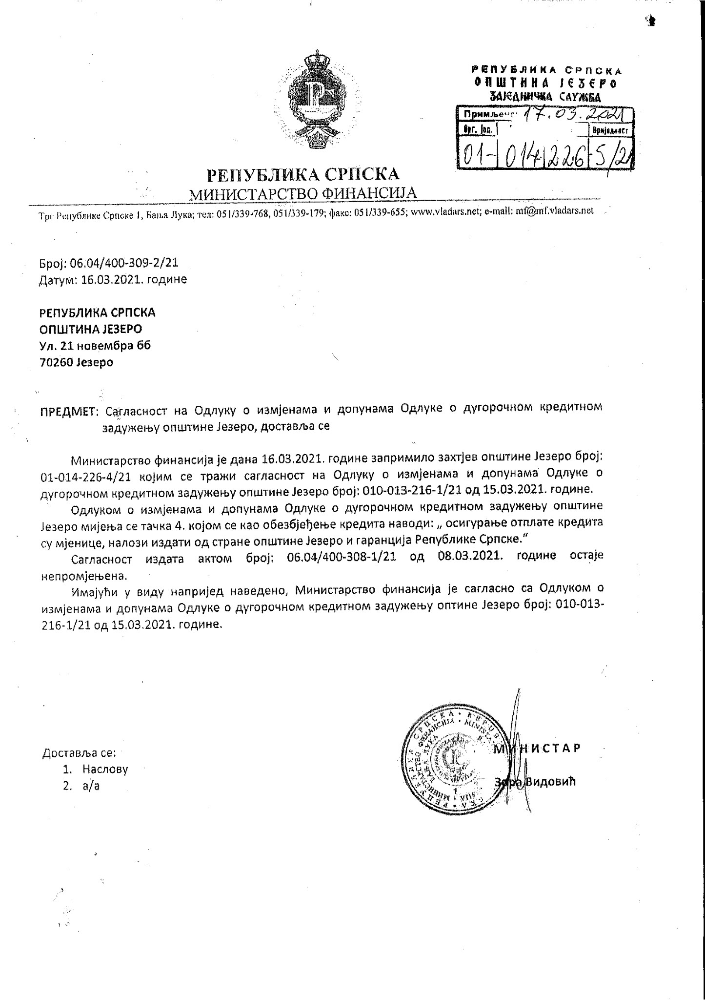 РЕПУБЛИКА СРПСКА
ОПШТИНА ЈЕЗЕРО
ЗАЈЕДНИЧКА СЛУЖБА
Примљено: 17.03.2021
Орг. јед. Вриједност
01- 014 226 5/21
РЕПУБЛИКА СРПСКА
МИНИСТАРСТВО ФИНАНСИЈА
Трг Републике Српске 1, Бања Лука; тел: 051/339-768, 051/339-179; факс: 051/339-655; www.vladars.net; e-mail: mf@mf.vladars.net
Број: 06.04/400-309-2/21
Датум: 16.03.2021. године
РЕПУБЛИКА СРПСКА
ОПШТИНА ЈЕЗЕРО
Ул. 21 новембра бб
70260 Језеро
ПРЕДМЕТ: Сагласност на Одлуку о измјенама и допунама Одлуке о дугорочном кредитном
задужењу општине Језеро, доставља се
Министарство финансија је дана 16.03.2021. године запримило захтјев општине Језеро број:
01-014-226-4/21 којим се тражи сагласност на Одлуку о измјенама и допунама Одлуке о
дугорочном кредитном задужењу општине Језеро број: 010-013-216-1/21 од 15.03.2021. године.
Одлуком о измјенама и допунама Одлуке о дугорочном кредитном задужењу општине
Језеро мијења се тачка 4. којом се као обезбјеђење кредита наводи: „ осигурање отплате кредита
су мјенице, налози издати од стране општине Језеро и гаранција Републике Српске.“
Сагласност издата актом број: 06.04/400-308-1/21 од 08.03.2021. године остаје
непромјењена.
Имајући у виду напријед наведено, Министарство финансија је сагласно са Одлуком о
измјенама и допунама Одлуке о дугорочном кредитном задужењу оптине Језеро број: 010-013-
216-1/21 од 15.03.2021. године.
Доставља се:
1. Наслову
2. а/а
МИНИСТАР
Зора Видовић